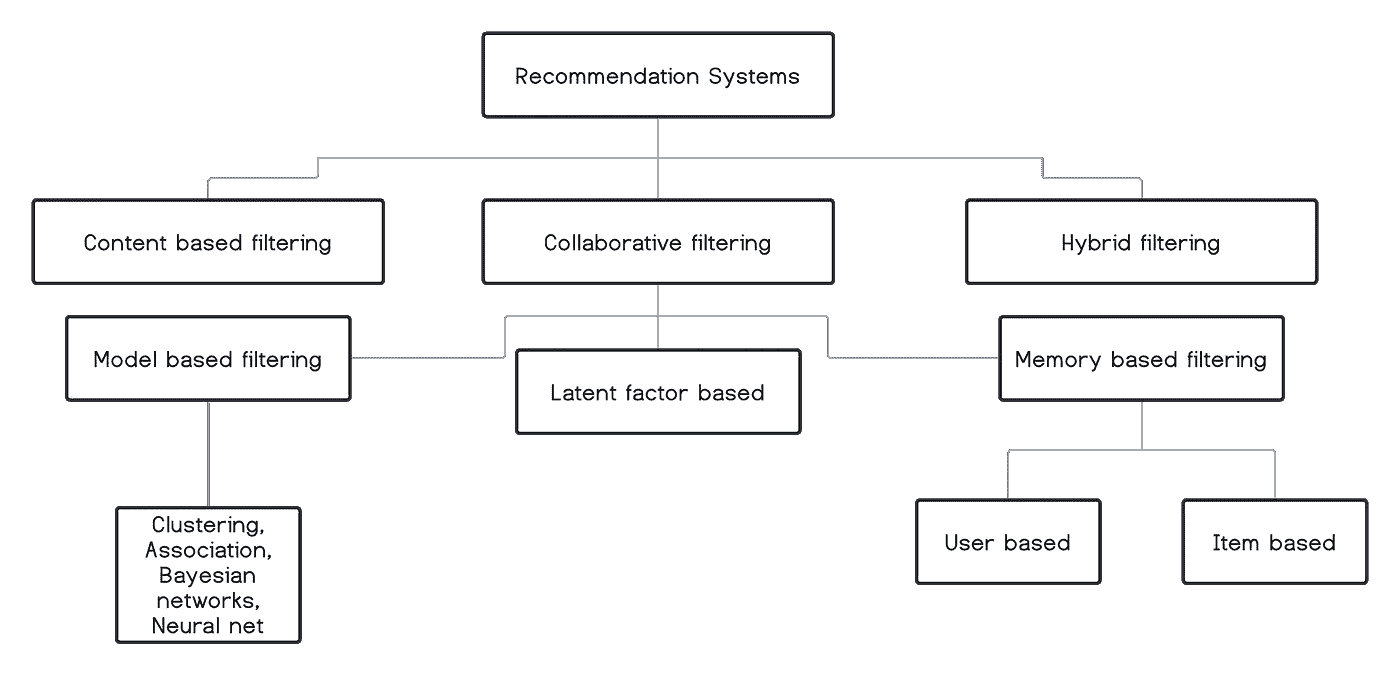 Recommendation Systems
Content based filtering
Collaborative filtering
Hybrid filtering
Model based filtering
Latent factor based
Memory based filtering
Clustering,
Association,
Bayesian
networks,
Neural net
User based
Item based